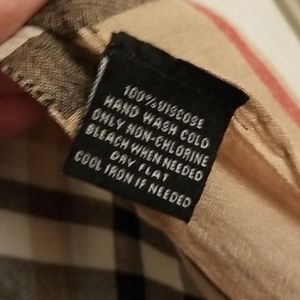 100%VISCOSE
HAND WASH COLD
ONLY NON-CHLORINE
BLEACH WHEN NEEDED
DRY FLAT
COOL IRON IF NEEDED